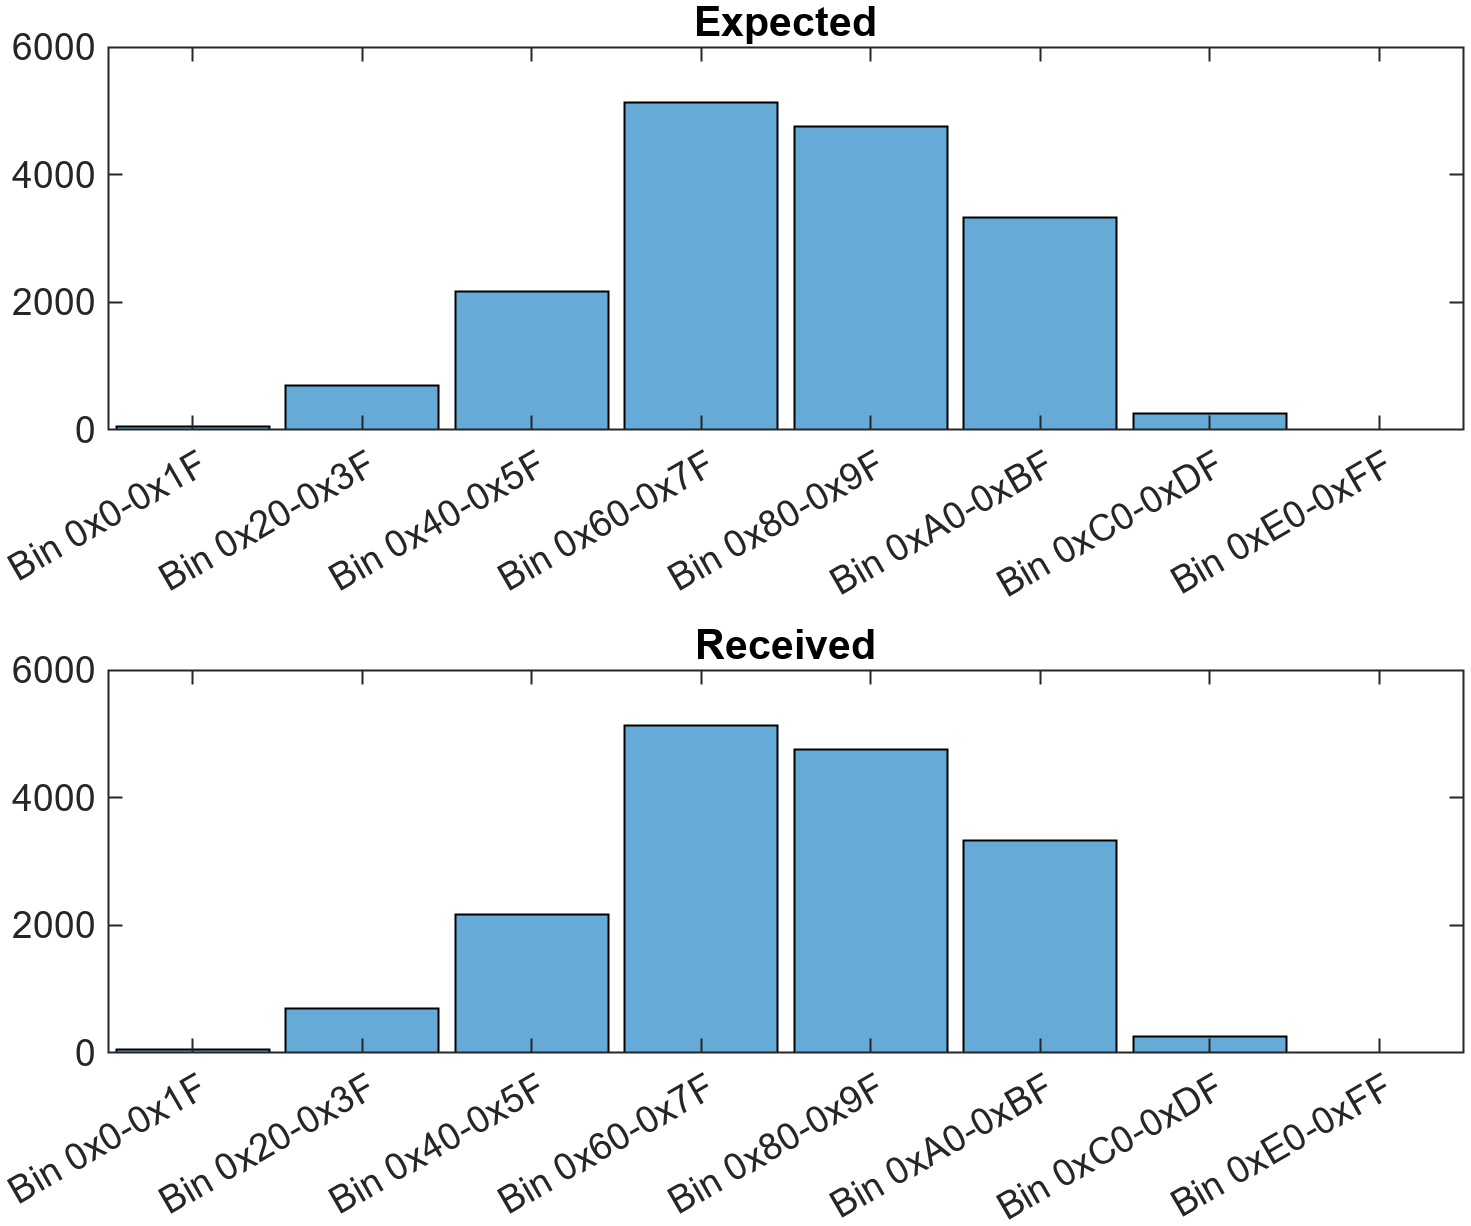 Expected
6000
4000
2000
0
Bin 0x0-0x1F
Bin 0x20-0x3F
Bin 0x40-0x5F
Bin 0x60-0x7F
Bin 0x80-0x9F
Bin 0xA0-0xBF
Bin 0xC0-0xDF
Bin 0xE0-0xFF
Received
6000
4000
2000
0
Bin 0x0-0x1F
Bin 0x20-0x3F
Bin 0x40-0x5F
Bin 0x60-0x7F
Bin 0x80-0x9F
Bin 0xA0-0xBF
Bin 0xC0-0xDF
Bin 0xE0-0xFF